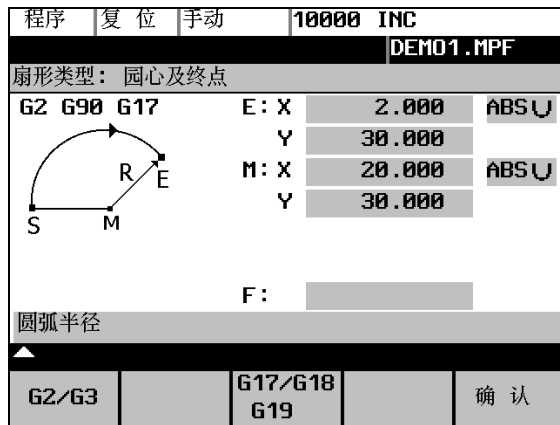 程序 复 位 手动 10000 INC
DEMO1.MPF
扇形类型: 园心及终点
G2 G90 G17 E: X 2.000 ABS
Y 30.000
R E M: X 20.000 ABS
Y 30.000
S M
F:
圆弧半径
G2/G3 G17/G18 G19 确 认